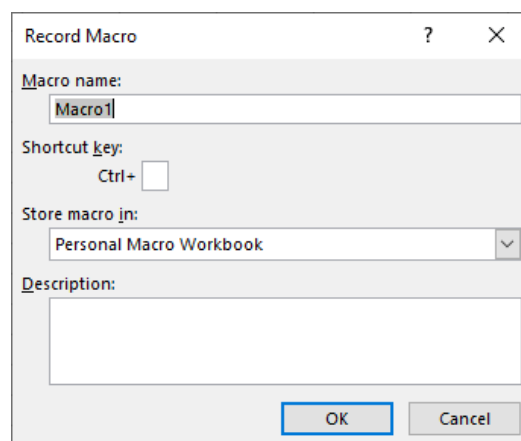 Record Macro ?
Macro name:
Macro1
Shortcut key:
Ctrl+
Store macro in:
Personal Macro Workbook
Description:
OK Cancel